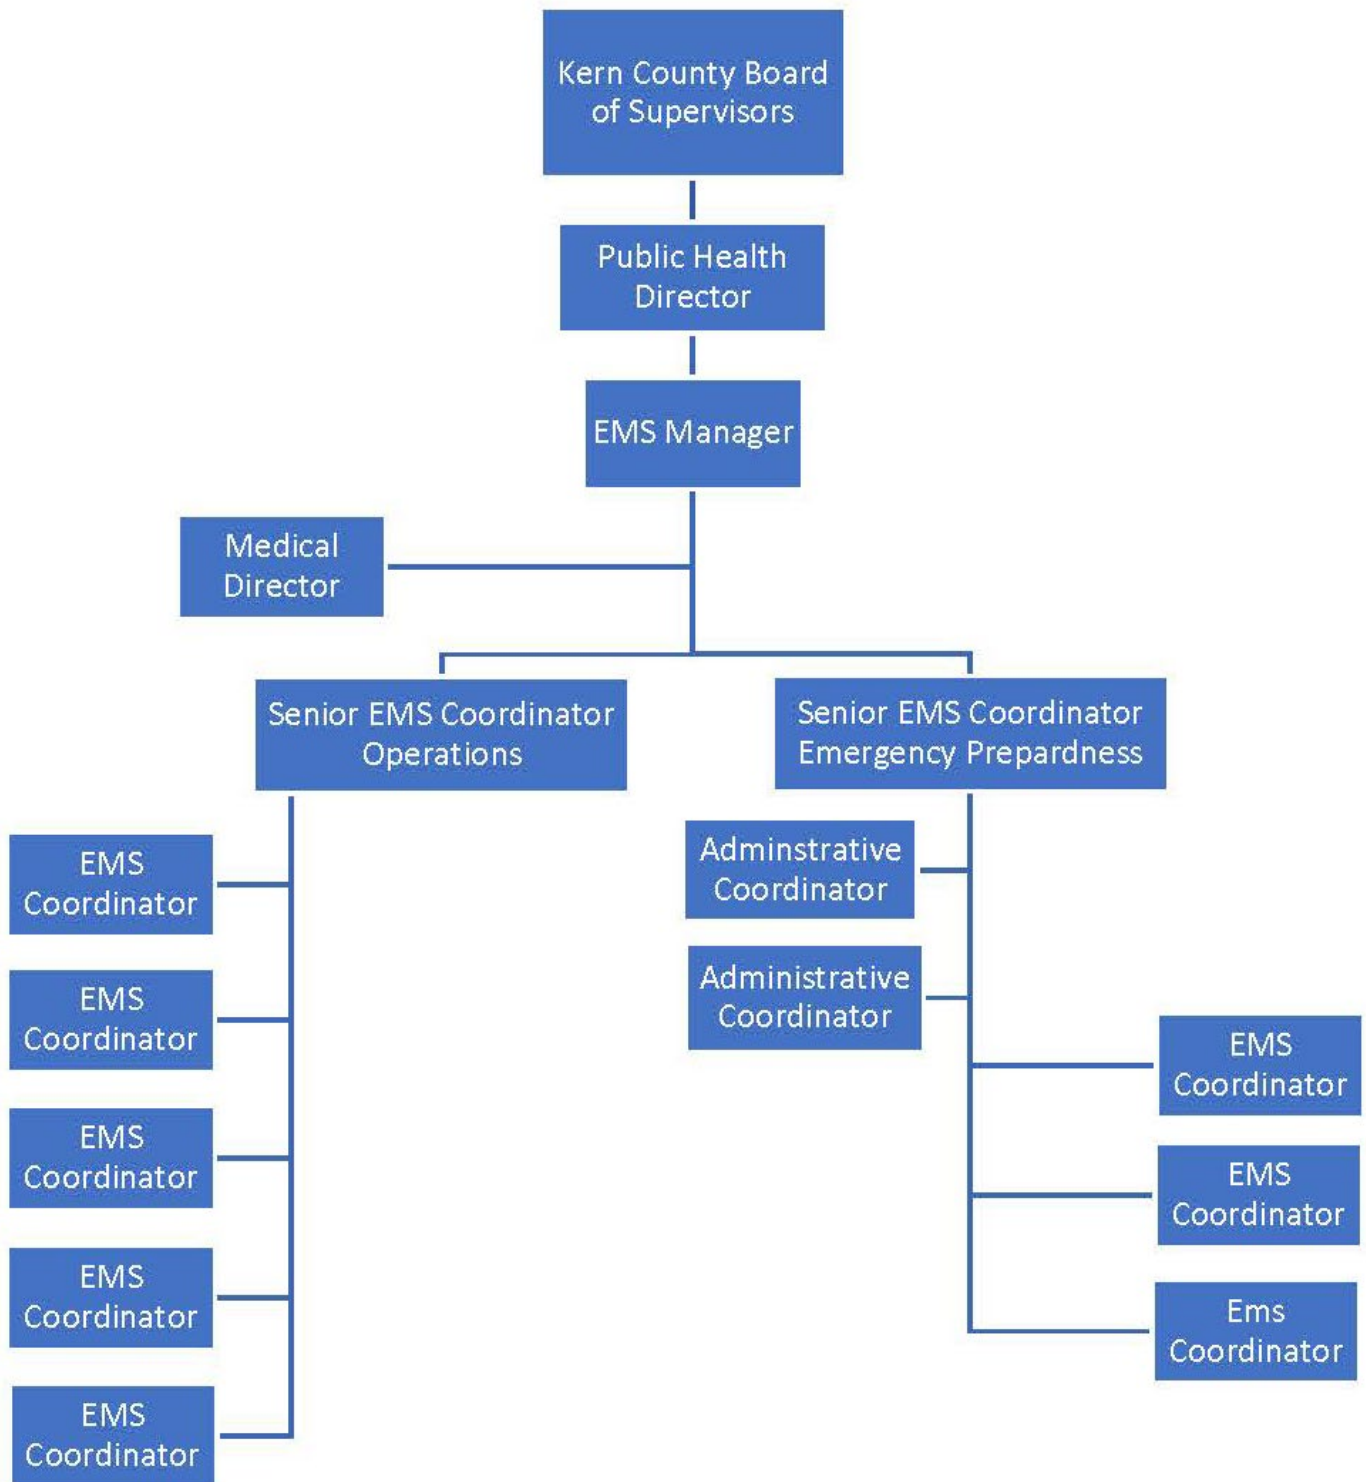 Kern County Board
of Supervisors
Public Health
Director
EMS Manager
Medical
Director
Senior EMS Coordinator
Operations
Senior EMS Coordinator
Emergency Prepardness
EMS
Coordinator
EMS
Coordinator
EMS
Coordinator
EMS
Coordinator
EMS
Coordinator
Adminstrative
Coordinator
Administrative
Coordinator
EMS
Coordinator
EMS
Coordinator
Ems
Coordinator